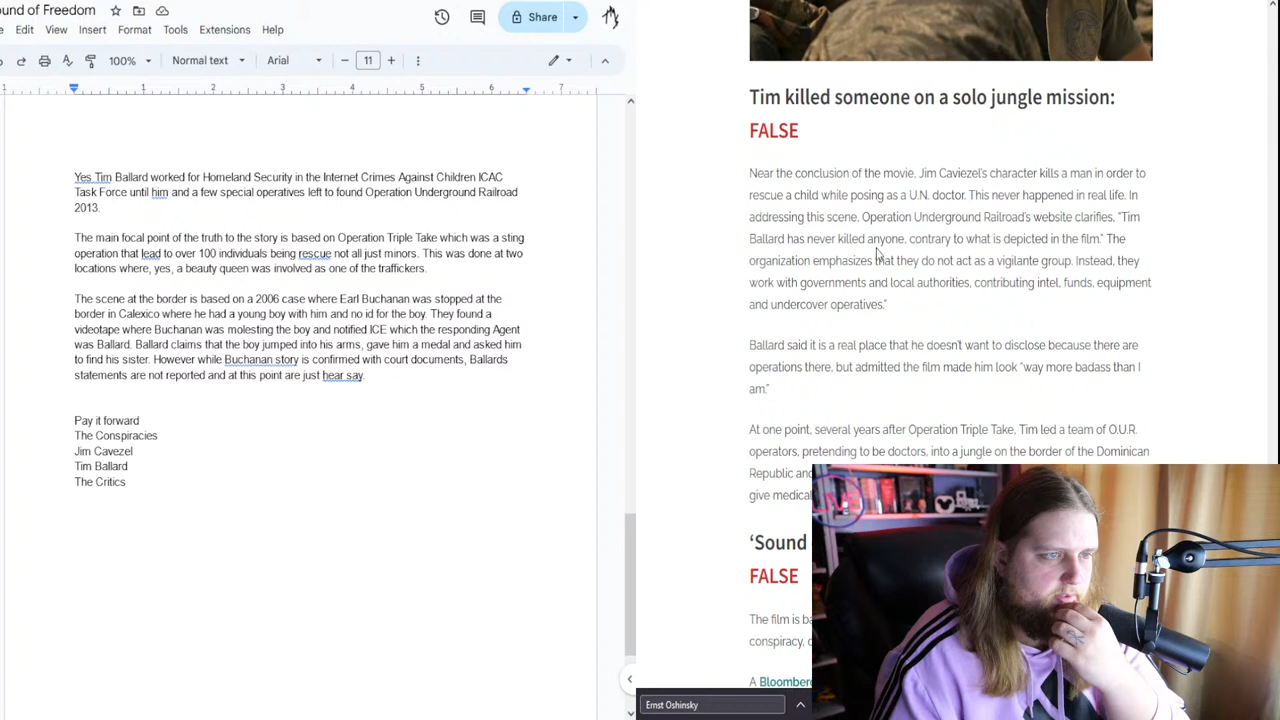 ound of Freedom
Share
Edit View Insert Format Tools Extensions Help
100% Normal text Arial 11
1 1 2 3 4 5 6 7
Yes Tim Ballard worked for Homeland Security in the Internet Crimes Against Children ICAC
Task Force until him and a few special operatives left to found Operation Underground Railroad
2013.
The main focal point of the truth to the story is based on Operation Triple Take which was a sting
operation that lead to over 100 individuals being rescue not all just minors. This was done at two
locations where, yes, a beauty queen was involved as one of the traffickers.
The scene at the border is based on a 2006 case where Earl Buchanan was stopped at the
border in Calexico where he had a young boy with him and no id for the boy. They found a
videotape where Buchanan was molesting the boy and notified ICE which the responding Agent
was Ballard. Ballard claims that the boy jumped into his arms, gave him a medal and asked him
to find his sister. However while Buchanan story is confirmed with court documents, Ballards
statements are not reported and at this point are just hear say.
Pay it forward
The Conspiracies
Jim Cavezel
Tim Ballard
The Critics
Tim killed someone on a solo jungle mission:
FALSE
Near the conclusion of the movie, Jim Caviezel's character kills a man in order to
rescue a child while posing as a U.N. doctor. This never happened in real life. In
addressing this scene, Operation Underground Railroad's website clarifies, “Tim
Ballard has never killed anyone, contrary to what is depicted in the film.” The
organization emphasizes that they do not act as a vigilante group. Instead, they
work with governments and local authorities, contributing intel, funds, equipment
and undercover operatives.”
Ballard said it is a real place that he doesn't want to disclose because there are
operations there, but admitted the film made him look “way more badass than I
am.”
At one point, several years after Operation Triple Take, Tim led a team of O.U.R.
operators, pretending to be doctors, into a jungle on the border of the Dominican
Republic and
give medical
‘Sound
FALSE
The film is ba
conspiracy, c
A Bloomberg
Ernst Oshinsky